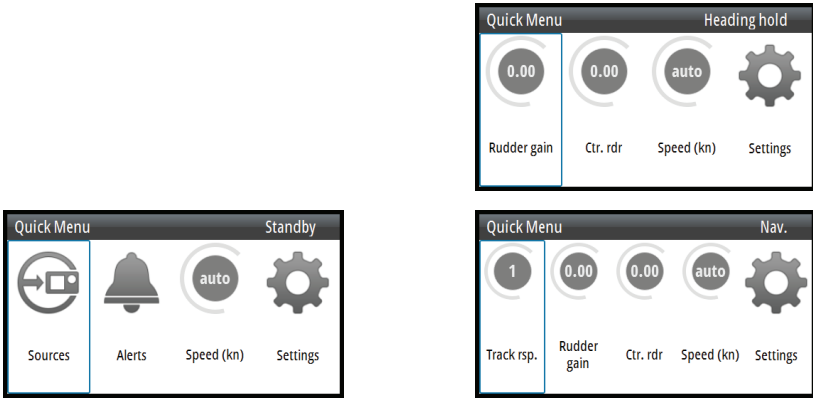 Quick Menu Heading hold
0.00 0.00 auto
Rudder gain Ctr. rdr Speed (kn) Settings
Quick Menu Standby
auto
Sources Alerts Speed (kn) Settings
Quick Menu Nav.
1 0.00 0.00 auto
Track rsp. Rudder gain Ctr. rdr Speed (kn) Settings